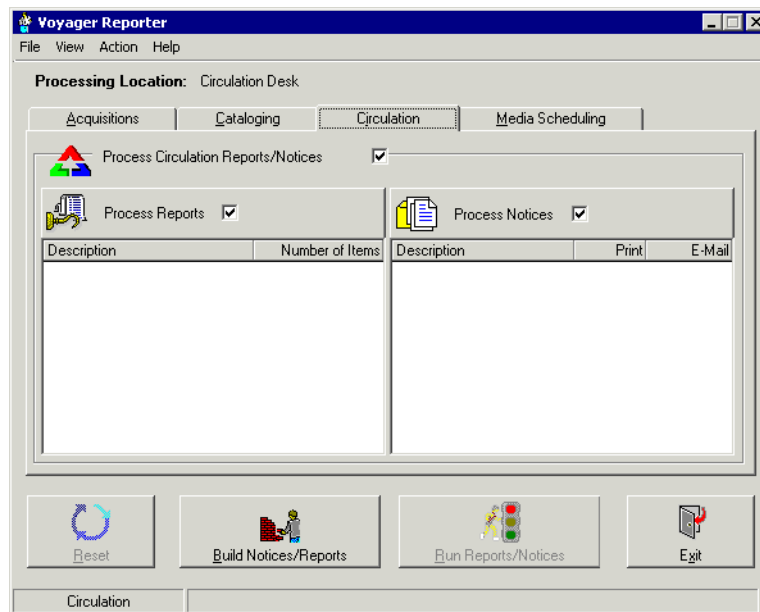 Voyager Reporter
File View Action Help
Processing Location: Circulation Desk
Acquisitions Cataloging Circulation Media Scheduling
Process Circulation Reports/Notices
Process Reports Process Notices
Description Number of Items Description Print E-Mail
Reset Build Notices/Reports Run Reports/Notices Exit
Circulation